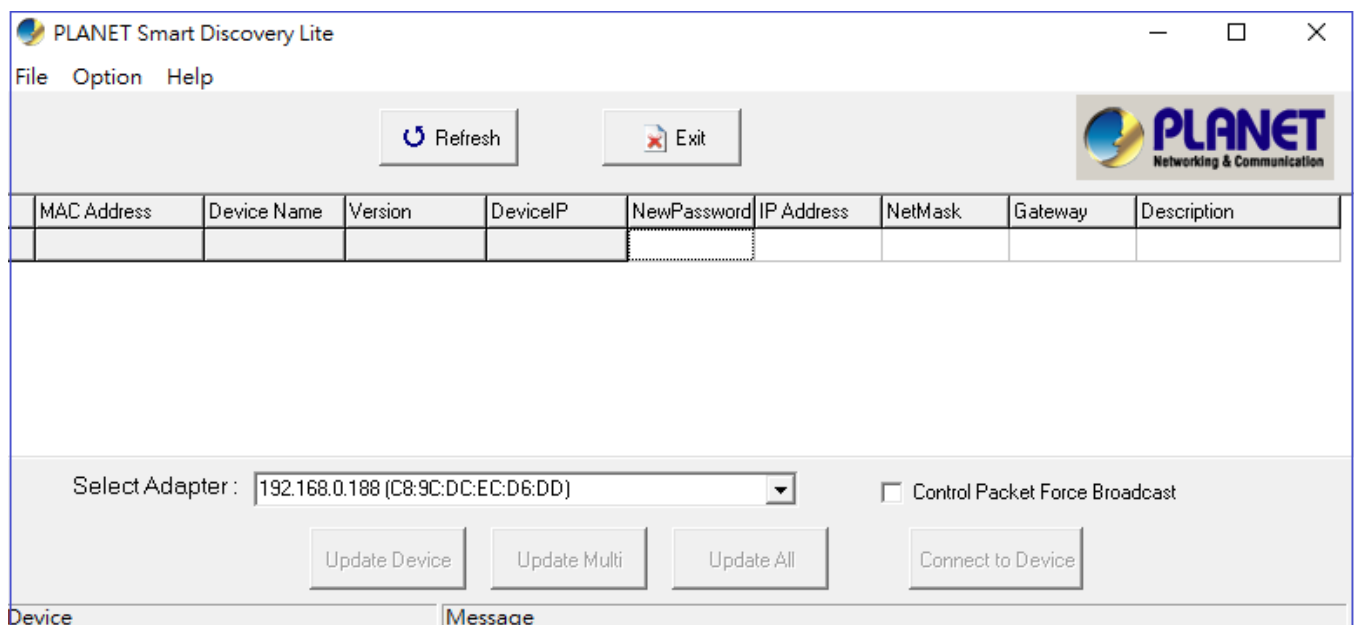 PLANET Smart Discovery Lite
File Option Help
Refresh Exit
PLANET
Networking & Communication
MAC Address Device Name Version DeviceIP NewPassword IP Address NetMask Gateway Description
Select Adapter : 192.168.0.188 (C8:9C:DC:EC:D6:DD) Control Packet Force Broadcast
Update Device Update Multi Update All Connect to Device
Device Message